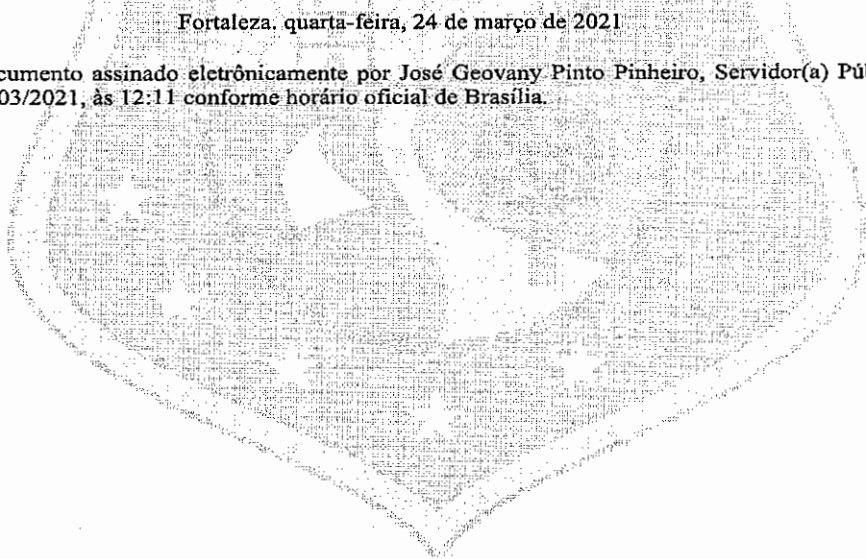 Fortaleza, quarta-feira, 24 de março de 2021
cumento assinado eletrônicamente por José Geovany Pinto Pinheiro, Servidor(a) Púb
03/2021, às 12:11 conforme horário oficial de Brasília.